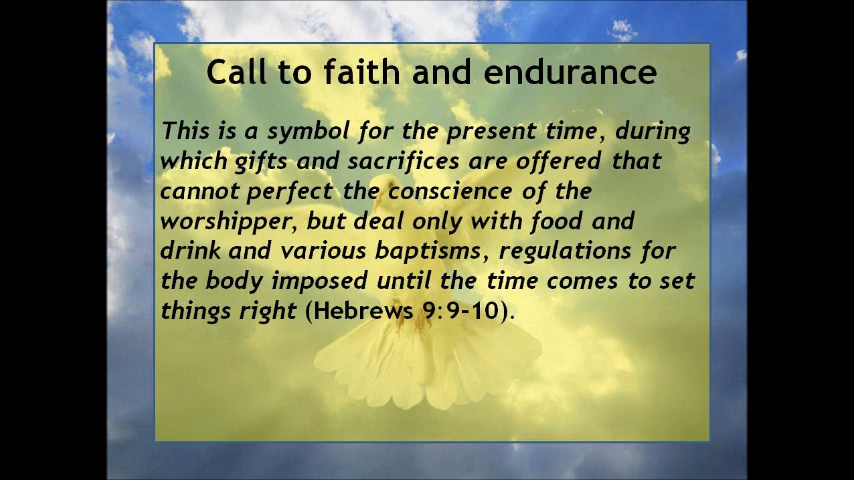 Call to faith and endurance
This is a symbol for the present time, during
which gifts and sacrifices are offered that
cannot perfect the conscience of the
worshipper, but deal only with food and
drink and various baptisms, regulations for
the body imposed until the time comes to set
things right (Hebrews 9:9-10).